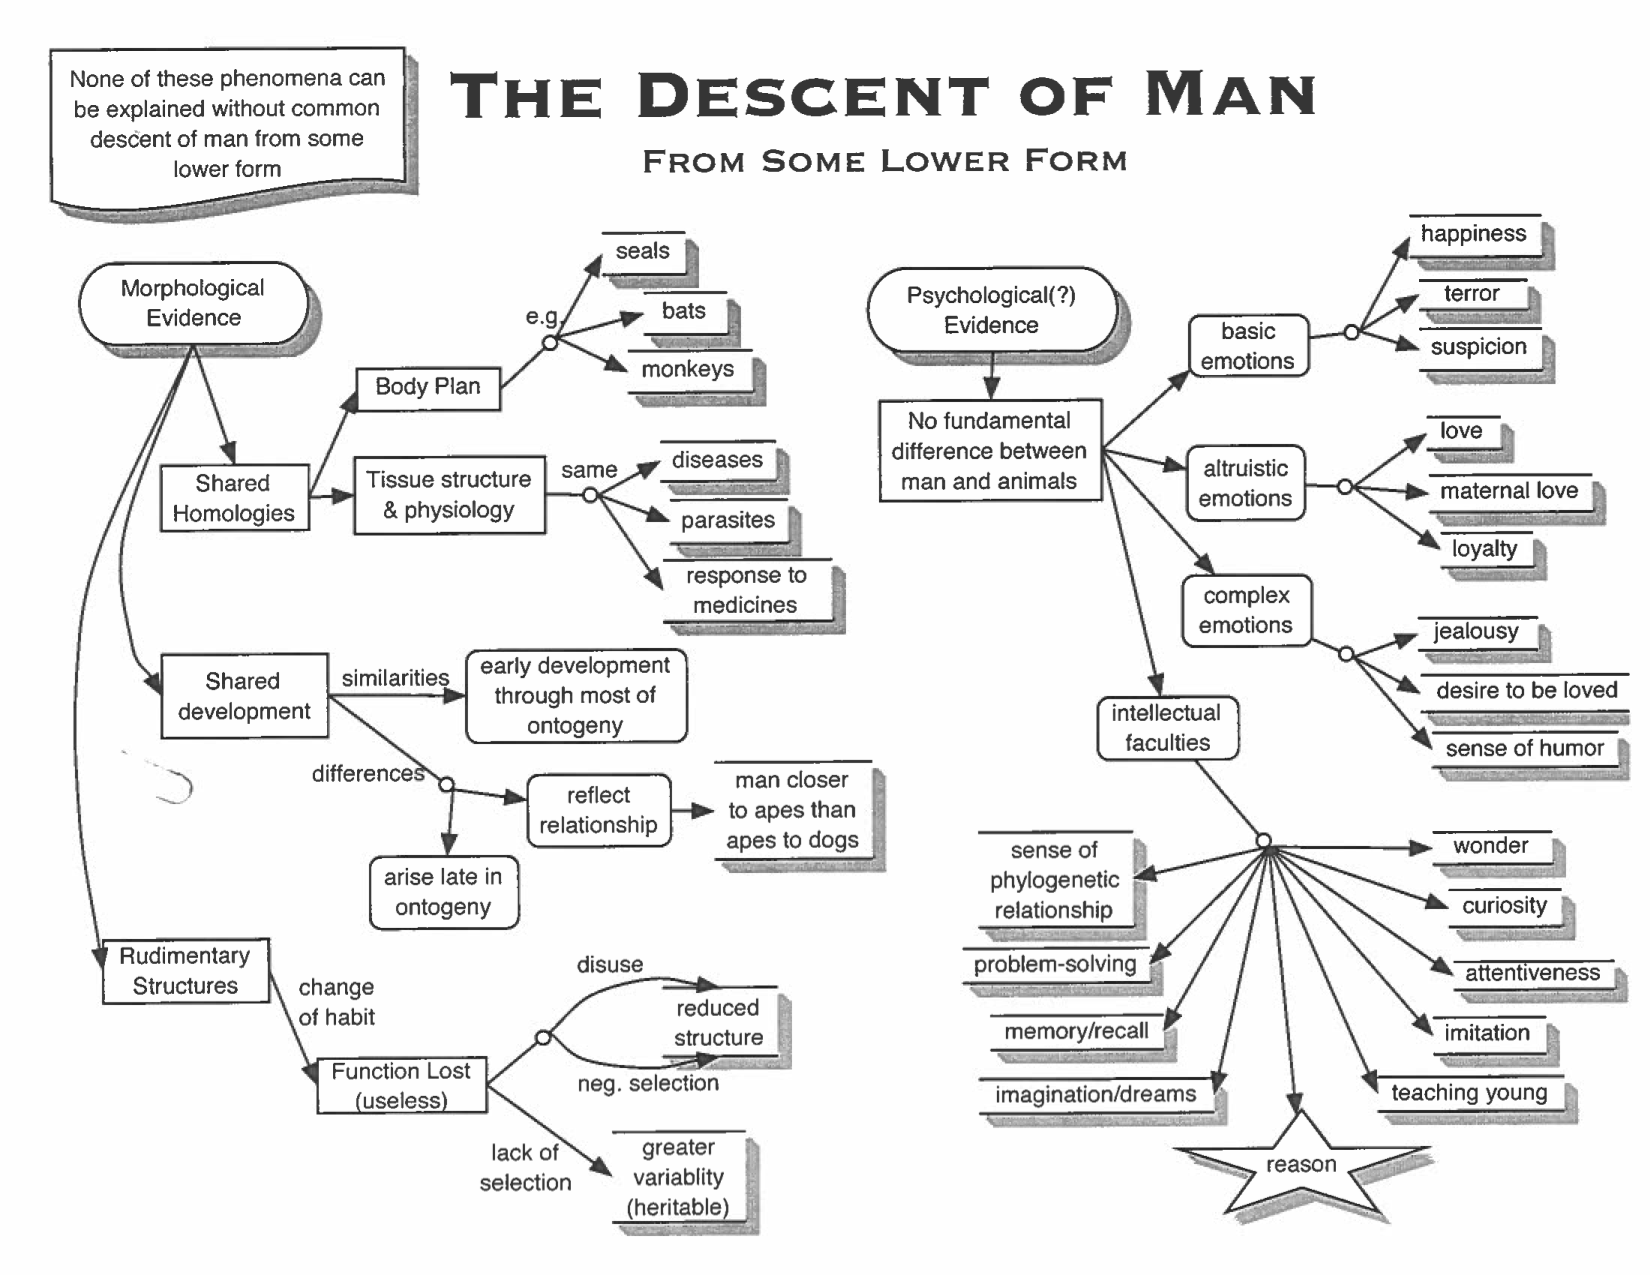 None of these phenomena can
be explained without common
descent of man from some
lower form
THE DESCENT OF MAN
FROM SOME LOWER FORM
Morphological
Evidence
Shared
Homologies
Body Plan
e.g.
seals
bats
monkeys
Tissue structure
& physiology
same
diseases
parasites
response to
medicines
Shared
development
similarities
early development
through most of
ontogeny
differences
reflect
relationship
man closer
to apes than
apes to dogs
arise late in
ontogeny
Rudimentary
Structures
change
of habit
Function Lost
(useless)
disuse
reduced
structure
neg. selection
lack of
selection
greater
variablity
(heritable)
Psychological(?)
Evidence
No fundamental
difference between
man and animals
basic
emotions
happiness
terror
suspicion
altruistic
emotions
love
maternal love
loyalty
complex
emotions
jealousy
desire to be loved
sense of humor
intellectual
faculties
sense of
phylogenetic
relationship
problem-solving
memory/recall
imagination/dreams
reason
teaching young
imitation
attentiveness
curiosity
wonder